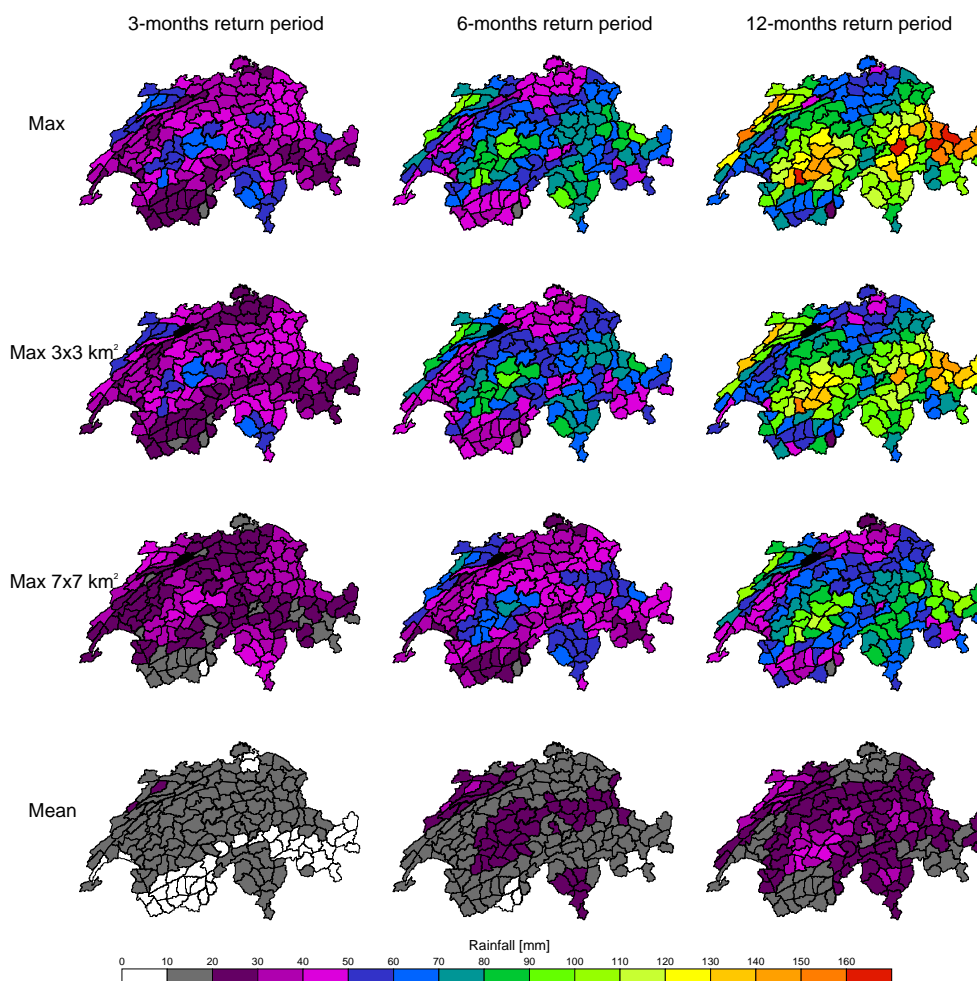 3-months return period 6-months return period 12-months return period
Max
Max 3x3 km²
Max 7x7 km²
Mean
Rainfall [mm]
0 10 20 30 40 50 60 70 80 90 100 110 120 130 140 150 160